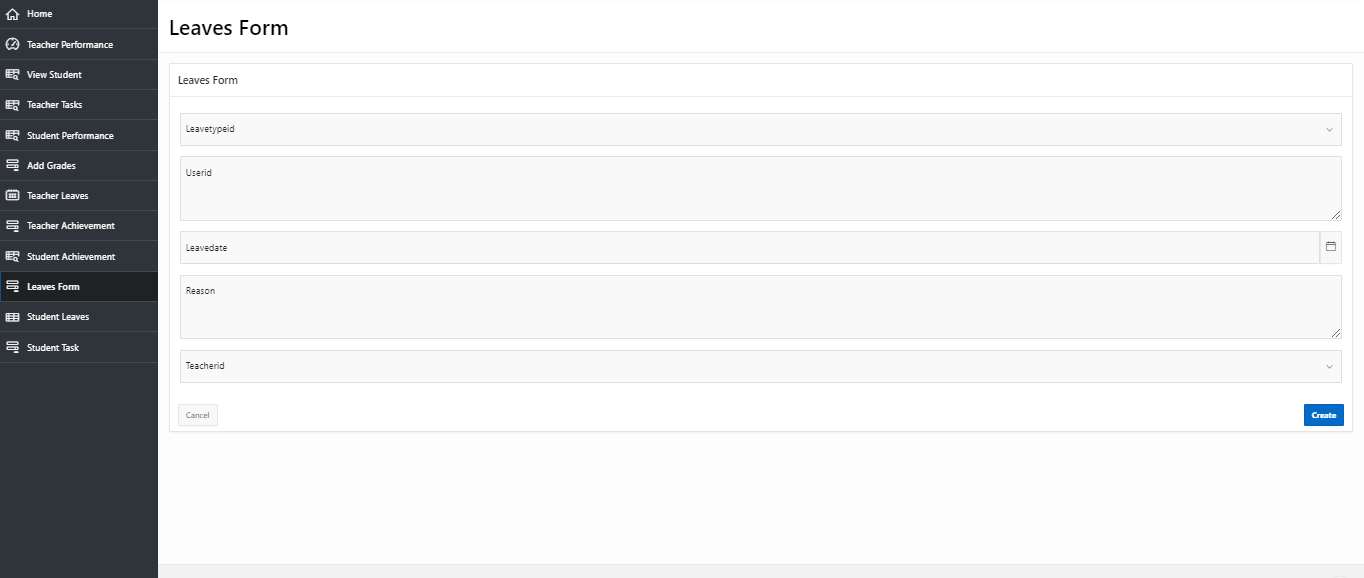 Home
Teacher Performance
View Student
Teacher Tasks
Student Performance
Add Grades
Teacher Leaves
Teacher Achievement
Student Achievement
Leaves Form
Student Leaves
Student Task
Leaves Form
Leaves Form
Leavetypeid
Userid
Leavedate
Reason
Teacherid
Cancel
Create